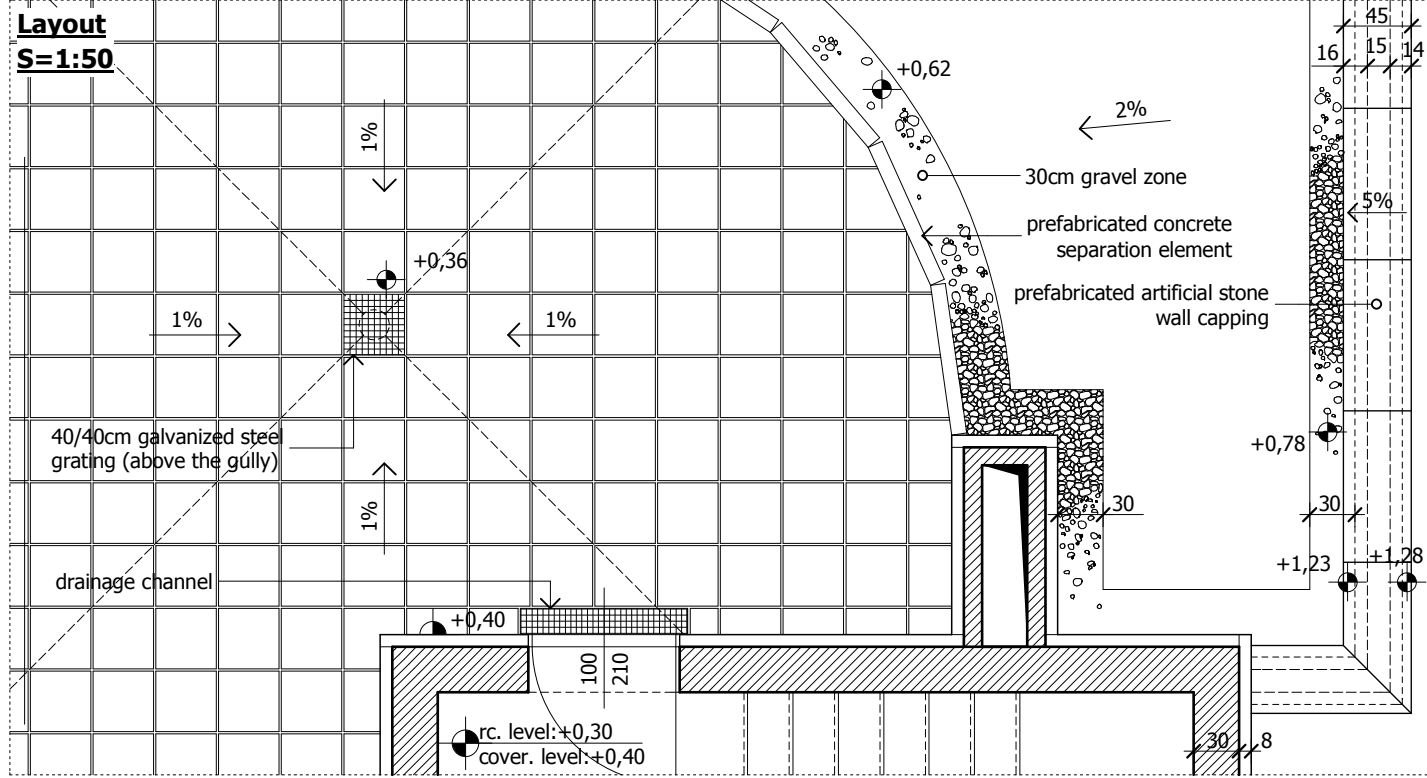 Layout
S=1:50
45
16
15
14
+0,62
2%
1%
30cm gravel zone
5%
prefabricated concrete
separation element
+0,36
prefabricated artificial stone
wall capping
1%
1%
40/40cm galvanized steel
grating (above the gully)
+0,78
1%
30
30
+1,23
+1,28
drainage channel
+0,40
100
210
rc. level:+0,30
cover. level:+0,40
30
8